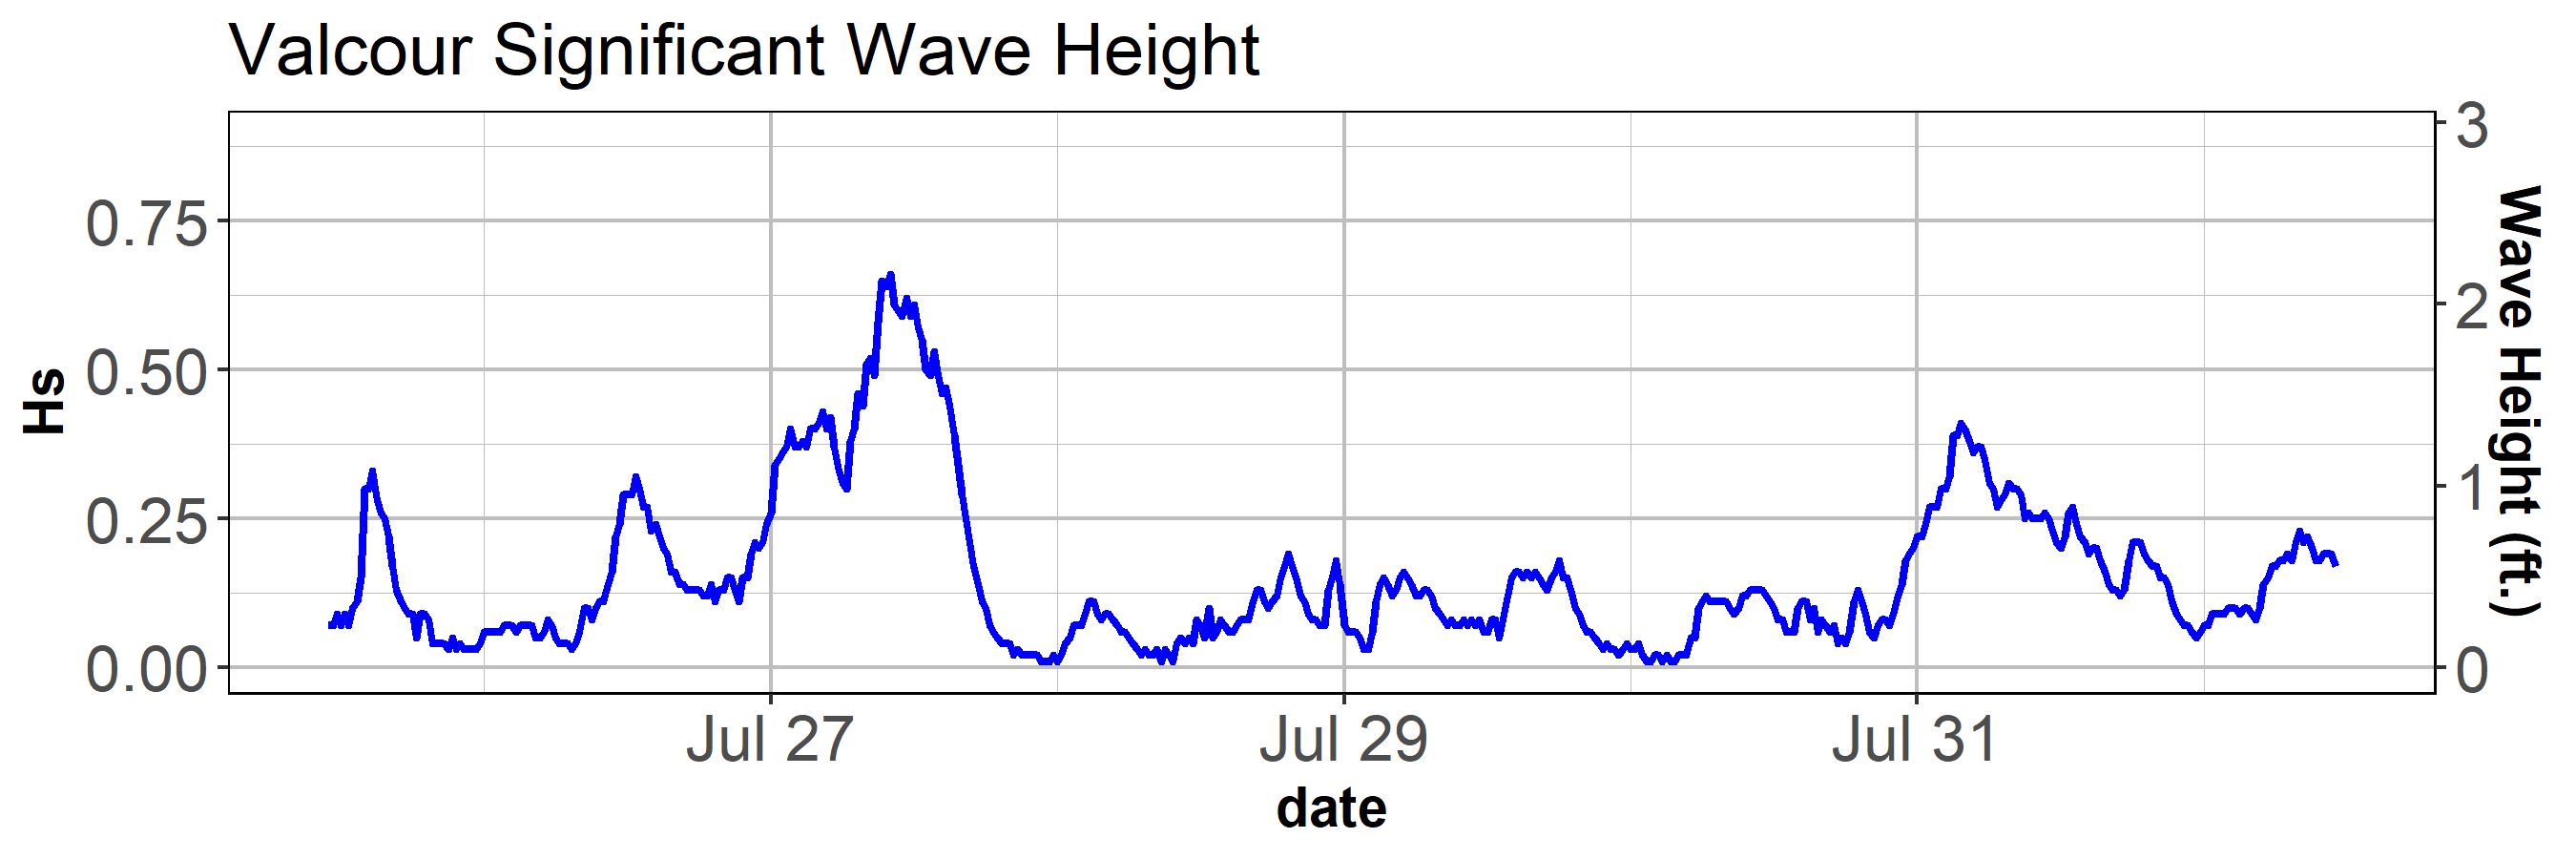 Valcour Significant Wave Height
Hs
0.75
0.50
0.25
0.00
3
2
1
0
Wave Height (ft.)
Jul 27
Jul 29
Jul 31
date